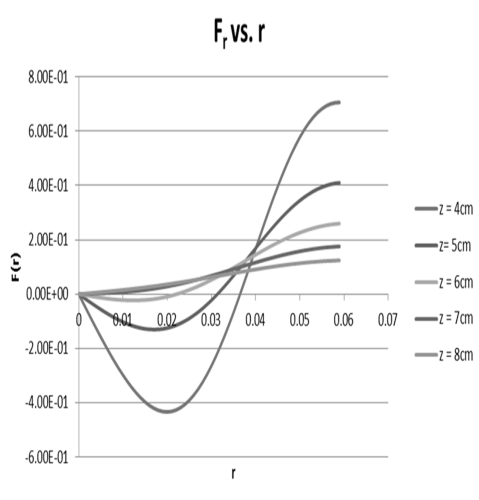 Fr vs. r
8.00E-01
6.00E-01
4.00E-01
2.00E-01
0.00E+00
-2.00E-01
-4.00E-01
-6.00E-01
F(r)
0 0.01 0.02 0.03 0.04 0.05 0.06 0.07
r
z = 4cm
z= 5cm
z = 6cm
z = 7cm
z = 8cm